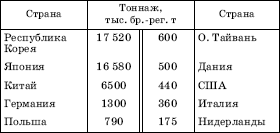 Страна Тоннаж, тыс. бр.-рег. т Страна
Республика Корея 17 520 600 О. Тайвань
Япония 16 580 500 Дания
Китай 6500 440 США
Германия 1300 360 Италия
Польша 790 175 Нидерланды